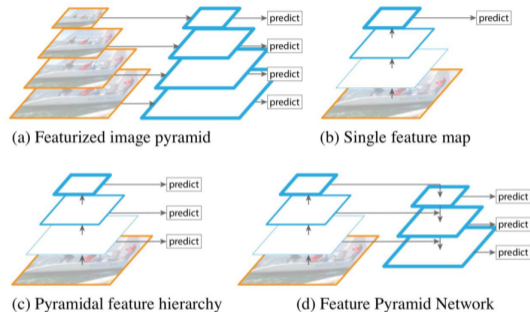 predict
predict
predict
predict
predict
(a) Featurized image pyramid
(b) Single feature map
predict
predict
predict
predict
predict
predict
(c) Pyramidal feature hierarchy
(d) Feature Pyramid Network